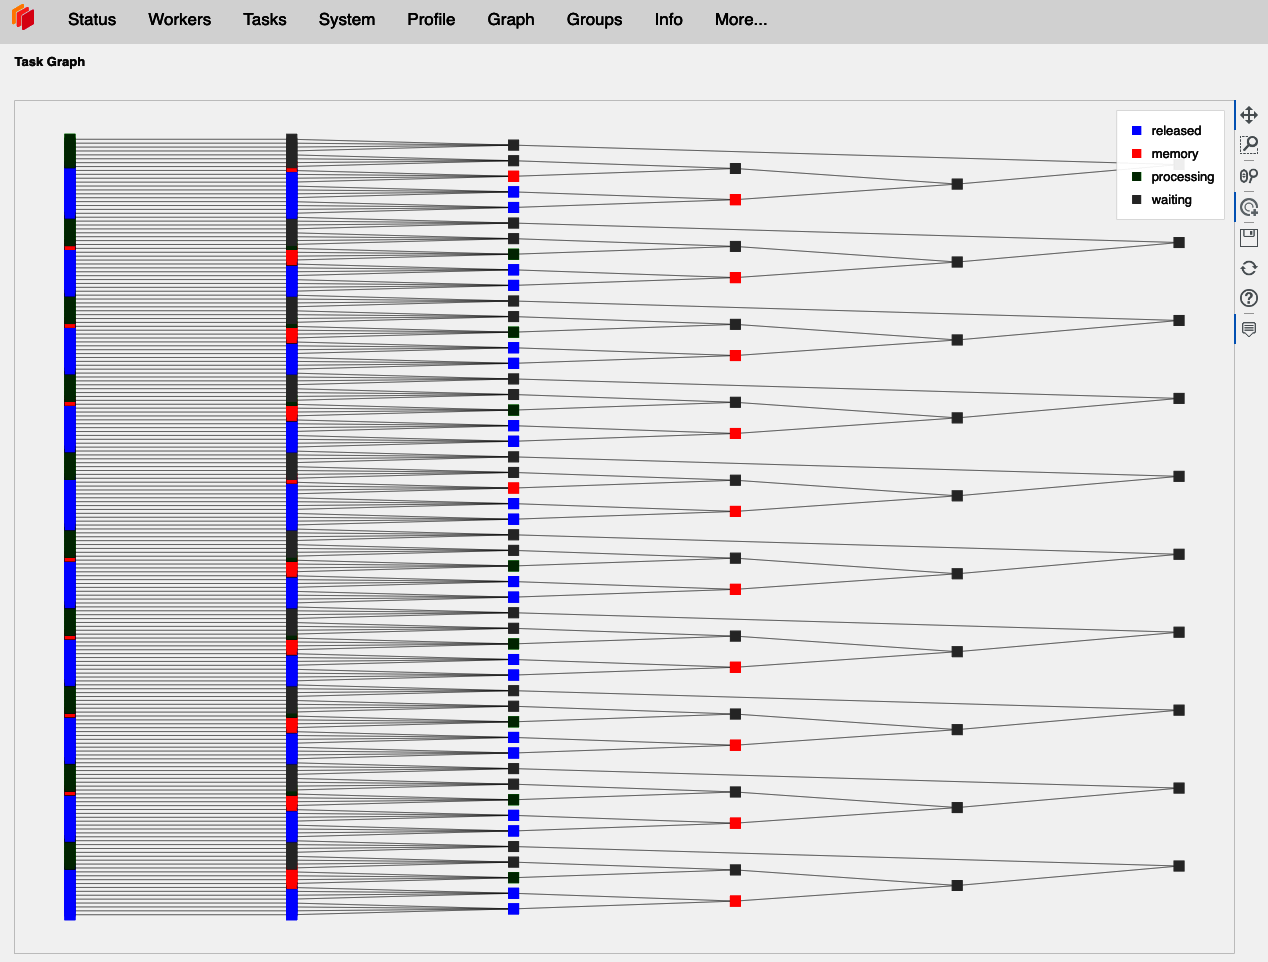 Status Workers Tasks System Profile Graph Groups Info More...
Task Graph
released
memory
processing
waiting